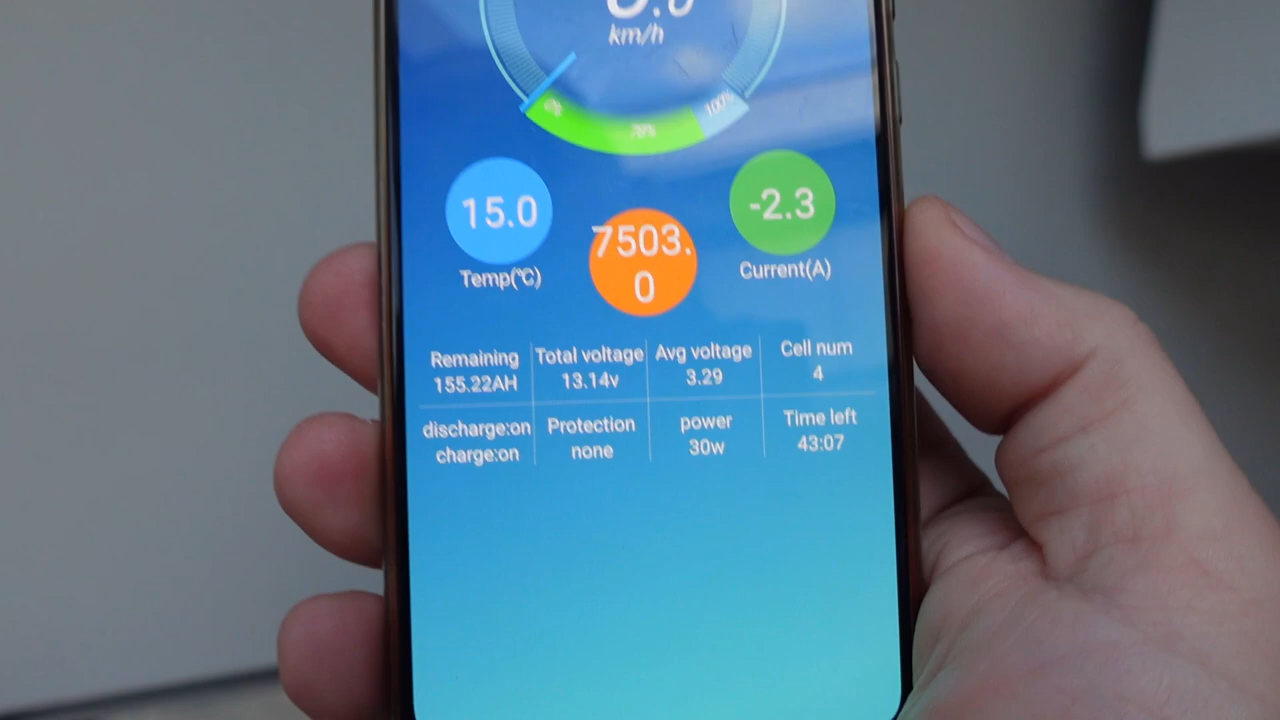 km/h
100%
15.0
-2.3
7503.
0
Temp(℃)
Current(A)
Remaining
155.22AH
Total voltage
13.14v
Avg voltage
3.29
Cell num
4
discharge:on
charge:on
Protection
none
power
30w
Time left
43:07